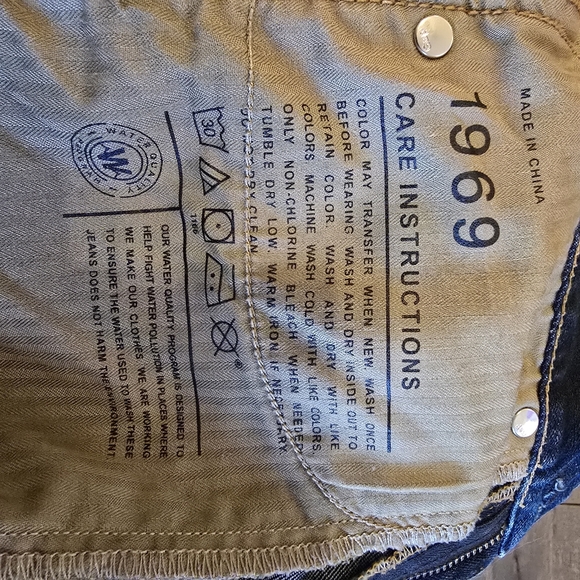 MADE IN CHINA
1969
CARE INSTRUCTIONS
COLOR MAY TRANSFER WHEN NEW. WASH ONCE
BEFORE WEARING WASH AND DRY INSIDE OUT TO
RETAIN COLOR. WASH AND DRY WITH LIKE
COLORS. MACHINE WASH COLD WITH LIKE COLORS
ONLY NON-CHLORINE BLEACH WHEN NEEDED
TUMBLE DRY LOW. WARM IRON IF NECESSARY
DO NOT DRY CLEAN
30
OUR WATER QUALITY PROGRAM IS DESIGNED TO
HELP FIGHT WATER POLLUTION IN PLACES WHERE
WE MAKE OUR CLOTHES. WE ARE WORKING
TO ENSURE THE WATER USED TO WASH THESE
JEANS DOES NOT HARM THE ENVIRONMENT
WATER QUALITY